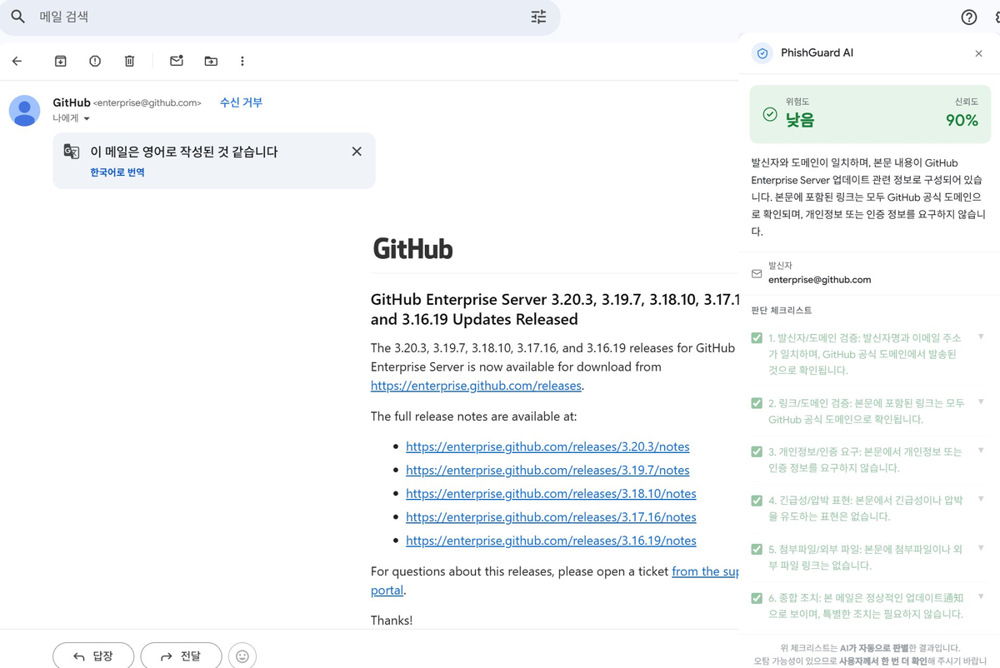 메일 검색
GitHub <enterprise@github.com> 수신 거부
나에게
이 메일은 영어로 작성된 것 같습니다
한국어로 번역
GitHub
GitHub Enterprise Server 3.20.3, 3.19.7, 3.18.10, 3.17.1
and 3.16.19 Updates Released
The 3.20.3, 3.19.7, 3.18.10, 3.17.16, and 3.16.19 releases for GitHub
Enterprise Server is now available for download from
https://enterprise.github.com/releases.
The full release notes are available at:
• https://enterprise.github.com/releases/3.20.3/notes
• https://enterprise.github.com/releases/3.19.7/notes
• https://enterprise.github.com/releases/3.18.10/notes
• https://enterprise.github.com/releases/3.17.16/notes
• https://enterprise.github.com/releases/3.16.19/notes
For questions about this releases, please open a ticket from the sup
portal.
Thanks!
답장
전달
PhishGuard AI
위험도
낮음
신뢰도
90%
발신자와 도메인이 일치하며, 본문 내용이 GitHub
Enterprise Server 업데이트 관련 정보로 구성되어 있습
니다. 본문에 포함된 링크는 모두 GitHub 공식 도메인으
로 확인되며, 개인정보 또는 인증 정보를 요구하지 않습니
다.
발신자
enterprise@github.com
판단 체크리스트
1. 발신자/도메인 검증: 발신자명과 이메일 주소
가 일치하며, GitHub 공식 도메인에서 발송된
것으로 확인됩니다.
2. 링크/도메인 검증: 본문에 포함된 링크는 모두
GitHub 공식 도메인으로 확인됩니다.
3. 개인정보/인증 요구: 본문에서 개인정보 또는
인증 정보를 요구하지 않습니다.
4. 긴급성/압박 표현: 본문에서 긴급성이나 압박
을 유도하는 표현은 없습니다.
5. 첨부파일/외부 파일: 본문에 첨부파일이나 외
부 파일 링크는 없습니다.
6. 종합 조치: 본 메일은 정상적인 업데이트通知
으로 보이며, 특별한 조치는 필요하지 않습니다.
위 체크리스트는 AI가 자동으로 판별한 결과입니다.
오탐 가능성이 있으므로 사용자께서 한 번 더 확인해 주시기 바랍니